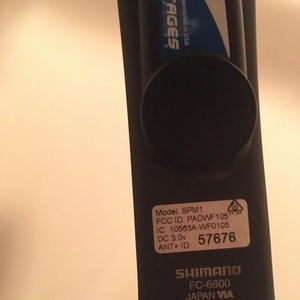 STAGES
Model: SPM1
FCC ID: PADWF105
IC: 10563A-WF0105
DC 3.0v
ANT+ ID: 57676
SHIMANO
FC-6800
JAPAN VIA